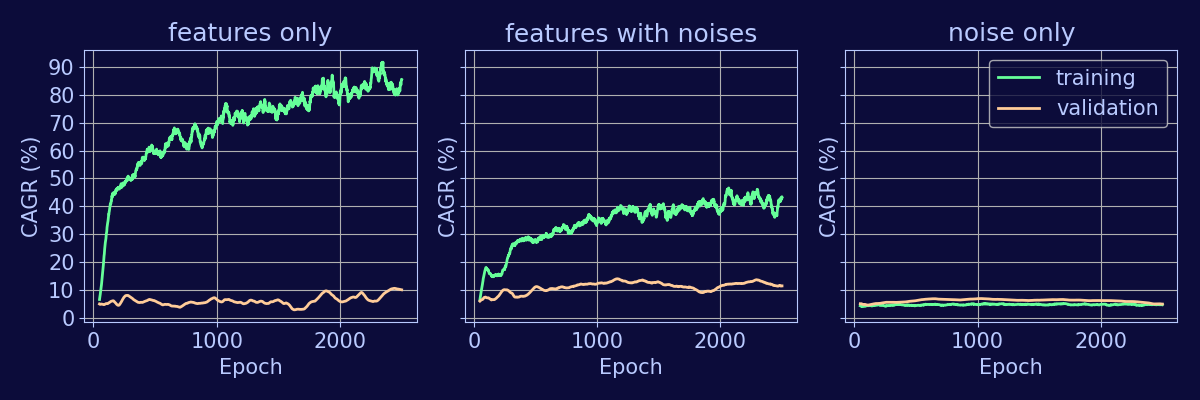 features only
features with noises
noise only
CAGR (%)
90
80
70
60
50
40
30
20
10
0
0
1000
2000
Epoch
CAGR (%)
0
1000
2000
Epoch
CAGR (%)
training
validation
0
1000
2000
Epoch